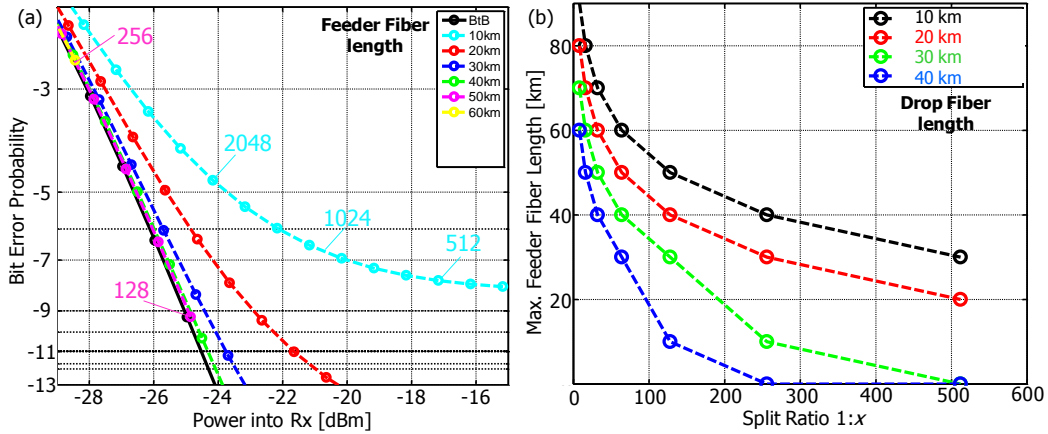 (a)
Feeder Fiber
length
BtB
10km
20km
30km
40km
50km
60km
256
2048
1024
512
128
-3
-5
-7
-9
-11
-13
Bit Error Probability
-28 -26 -24 -22 -20 -18 -16
Power into Rx [dBm]
(b)
10 km
20 km
30 km
40 km
Drop Fiber
length
80
60
40
20
Max. Feeder Fiber Length [km]
0 100 200 300 400 500 600
Split Ratio 1:x